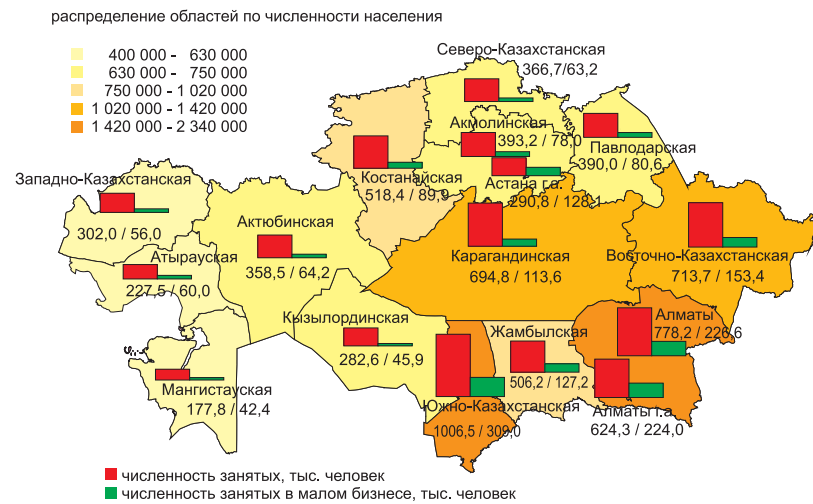 распределение областей по численности населения
400 000 - 630 000
630 000 - 750 000
750 000 - 1 020 000
1 020 000 - 1 420 000
1 420 000 - 2 340 000
Северо-Казахстанская
366,7/63,2
Акмолинская
393,2 / 78,0
Павлодарская
390,0 / 80,6
Костанайская
518,4 / 89,9
Астана г.а.
290,8 / 128,1
Западно-Казахстанская
302,0 / 56,0
Актюбинская
358,5 / 64,2
Атырауская
227,5 / 60,0
Карагандинская
694,8 / 113,6
Восточно-Казахстанская
713,7 / 153,4
Кызылординская
282,6 / 45,9
Жамбылская
506,2 / 127,2
Алматы
778,2 / 226,6
Мангистауская
177,8 / 42,4
Южно-Казахстанская
1006,5 / 309,0
Алматы г.а.
624,3 / 224,0
численность занятых, тыс. человек
численность занятых в малом бизнесе, тыс. человек